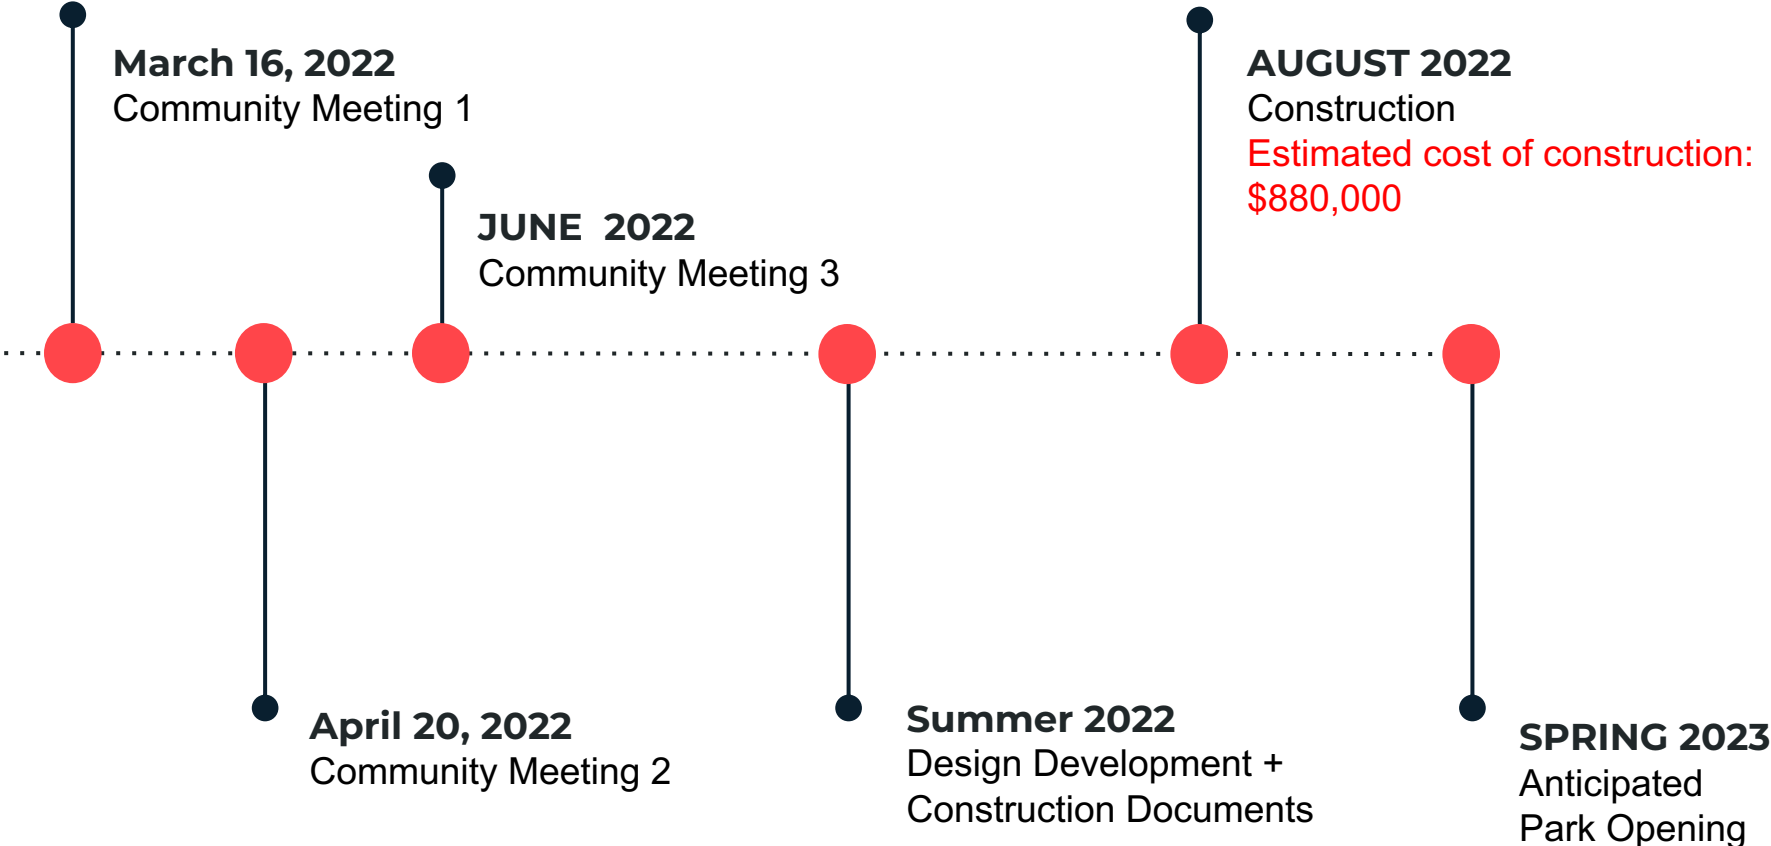 March 16, 2022
Community Meeting 1
JUNE  2022
Community Meeting 3
AUGUST 2022
Construction
Estimated cost of construction:
$880,000
April 20, 2022
Community Meeting 2
Summer 2022
Design Development +
Construction Documents
SPRING 2023
Anticipated
Park Opening